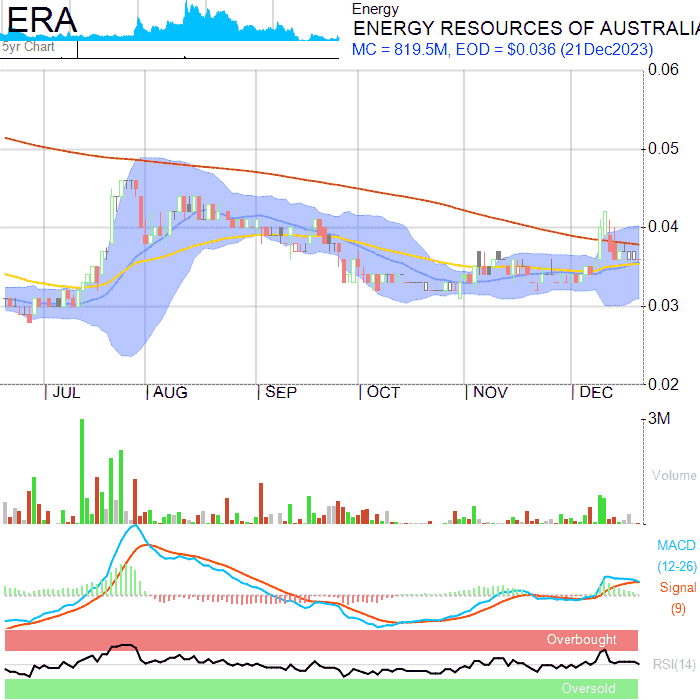 ERA
5yr Chart
Energy
ENERGY RESOURCES OF AUSTRALIA
MC = 819.5M, EOD = $0.036 (21Dec2023)
0.06
0.05
0.04
0.03
0.02
JUL AUG SEP OCT NOV DEC
3M
Volume
MACD
(12-26)
Signal
(9)
Overbought
RSI(14)
Oversold